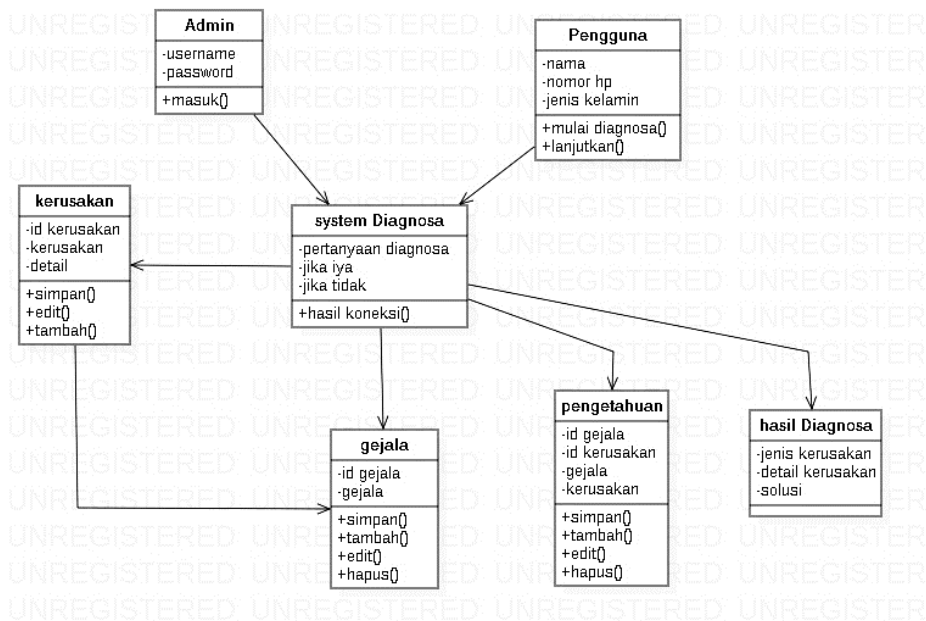 Admin
-username
-password
+masuk()
Pengguna
-nama
-nomor hp
-jenis kelamin
+mulai diagnosa()
+lanjutkan()
kerusakan
-id kerusakan
-kerusakan
-detail
+simpan()
+edit()
+tambah()
system Diagnosa
-pertanyaan diagnosa
-jika iya
-jika tidak
+hasil koneksi()
gejala
-id gejala
-gejala
+simpan()
+tambah()
+edit()
+hapus()
pengetahuan
-id gejala
-id kerusakan
-gejala
-kerusakan
+simpan()
+tambah()
+edit()
+hapus()
hasil Diagnosa
-jenis kerusakan
-detail kerusakan
-solusi
UNREGISTERED